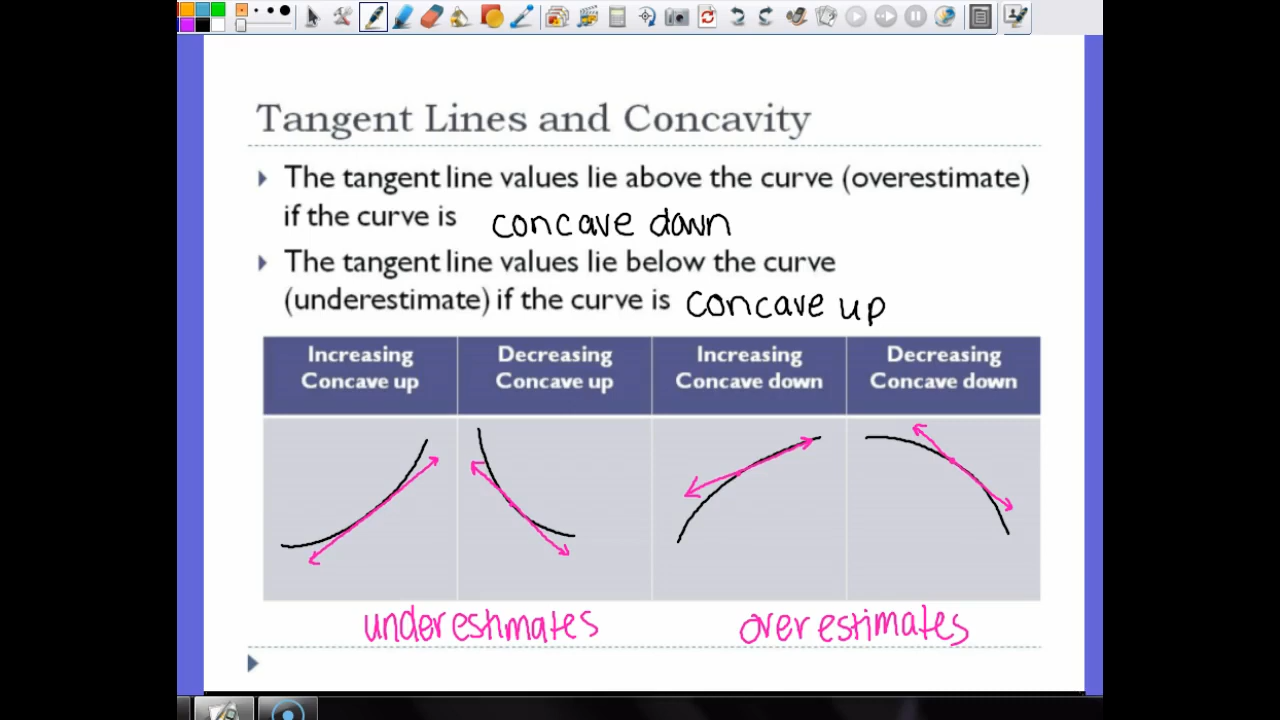 Tangent Lines and Concavity
The tangent line values lie above the curve (overestimate)
if the curve is concave down
The tangent line values lie below the curve
(underestimate) if the curve is concave up
Increasing Concave up
Decreasing Concave up
Increasing Concave down
Decreasing Concave down
underestimates overestimates